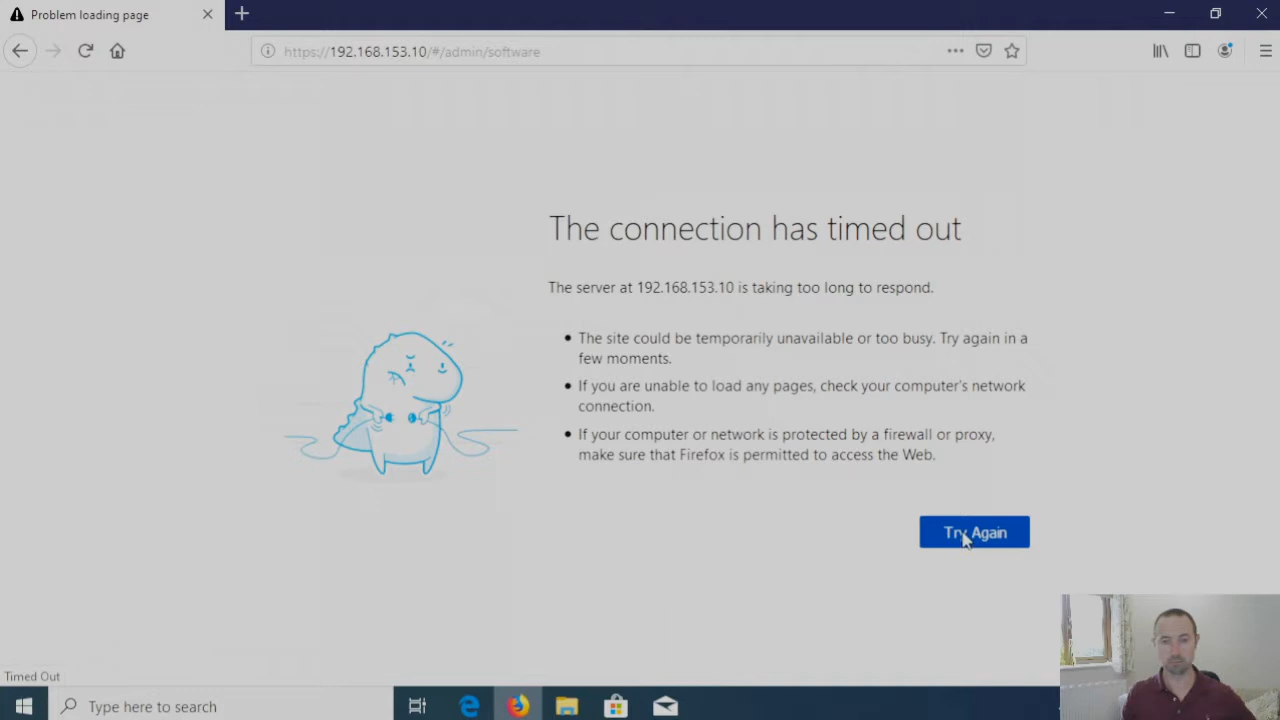 Problem loading page
https://192.168.153.10/#/admin/software
The connection has timed out
The server at 192.168.153.10 is taking too long to respond.
The site could be temporarily unavailable or too busy. Try again in a
few moments.
If you are unable to load any pages, check your computer's network
connection.
If your computer or network is protected by a firewall or proxy,
make sure that Firefox is permitted to access the Web.
Try Again
Timed Out
Type here to search